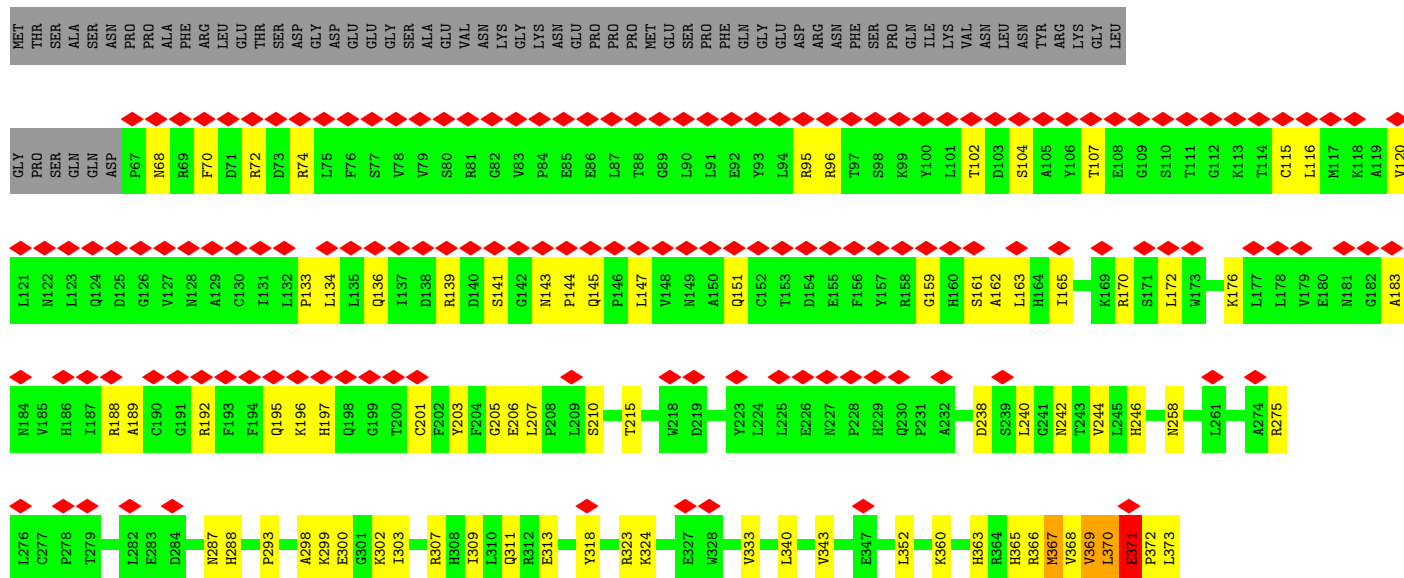 MET THR SER ALA SER ASN PRO PRO ALA PHE ARG LEU GLU THR SER ASP GLY ASP GLU GLU GLY SER ALA GLU VAL ASN LYS GLY LYS ASN GLU PRO PRO PRO MET GLU SER PRO PHE GLN GLY GLU ASP ARG ASN PHE SER PRO GLN ILE LYS VAL ASN LEU ASN TYR ARG LYS GLY LEU
GLY PRO SER GLN GLN ASP P67 N68 R69 F70 D71 R72 D73 R74 L75 F76 S77 V78 V79 S80 R81 G82 V83 P84 E85 E86 L87 T88 G89 L90 L91 E92 Y93 L94 R95 R96 T97 S98 K99 Y100 L101 T102 D103 S104 A105 Y106 T107 E108 G109 S110 T111 G112 K113 T114 C115 L116 M117 K118 A119 V120
L121 N122 L123 Q124 D125 G126 V127 N128 A129 C130 I131 L132 P133 L134 L135 Q136 I137 D138 R139 D140 S141 G142 N143 P144 Q145 P146 L147 V148 N149 A150 Q151 C152 T153 D154 E155 F156 Y157 R158 G159 H160 S161 A162 L163 H164 I165 K169 R170 S171 L172 W173 K176 L177 L178 V179 E180 N181 G182 A183
N184 V185 H186 I187 R188 A189 C190 G191 R192 F193 F194 Q195 K196 H197 Q198 G199 T200 C201 F202 Y203 F204 G205 E206 L207 P208 L209 S210 T215 W218 D219 Y223 L224 L225 E226 N227 P228 H229 Q230 P231 A232 D238 S239 L240 G241 N242 T243 V244 L245 H246 N258 L261 A274 R275
L276 C277 P278 T279 L282 E283 D284 N287 H288 P293 A298 K299 E300 G301 K302 I303 R307 H308 I309 L310 Q311 R312 E313 Y318 R323 K324 E327 W328 V333 L340 V343 E347 L352 K360 H363 R364 H365 R366 M367 V368 V369 L370 E371 P372 L373